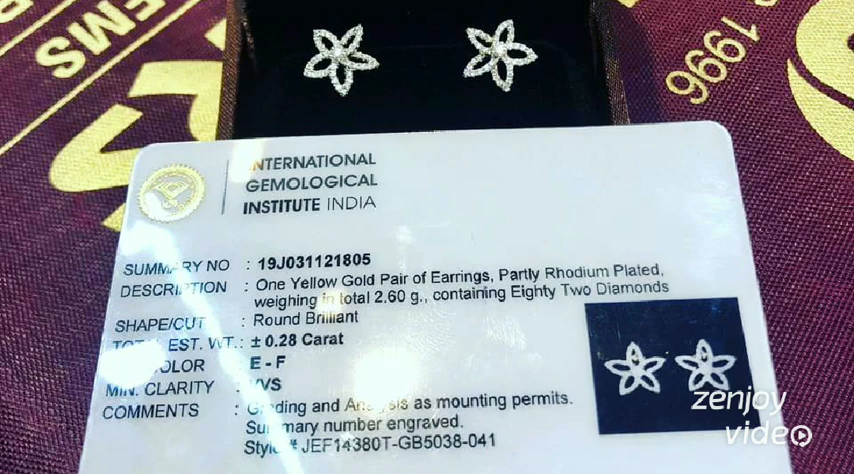 EMS
1996
INTERNATIONAL
GEMOLOGICAL
INSTITUTE INDIA
SUMMARY NO : 19J031121805
DESCRIPTION : One Yellow Gold Pair of Earrings, Partly Rhodium Plated,
weighing in total 2.60 g., containing Eighty Two Diamonds
SHAPE/CUT : Round Brilliant
TOTAL EST. WT. : ± 0.28 Carat
COLOR : E - F
MIN. CLARITY : VVS
COMMENTS : Grading and Analysis as mounting permits.
Summary number engraved.
Style # JEF14380T-GB5038-041
zenjoy
video